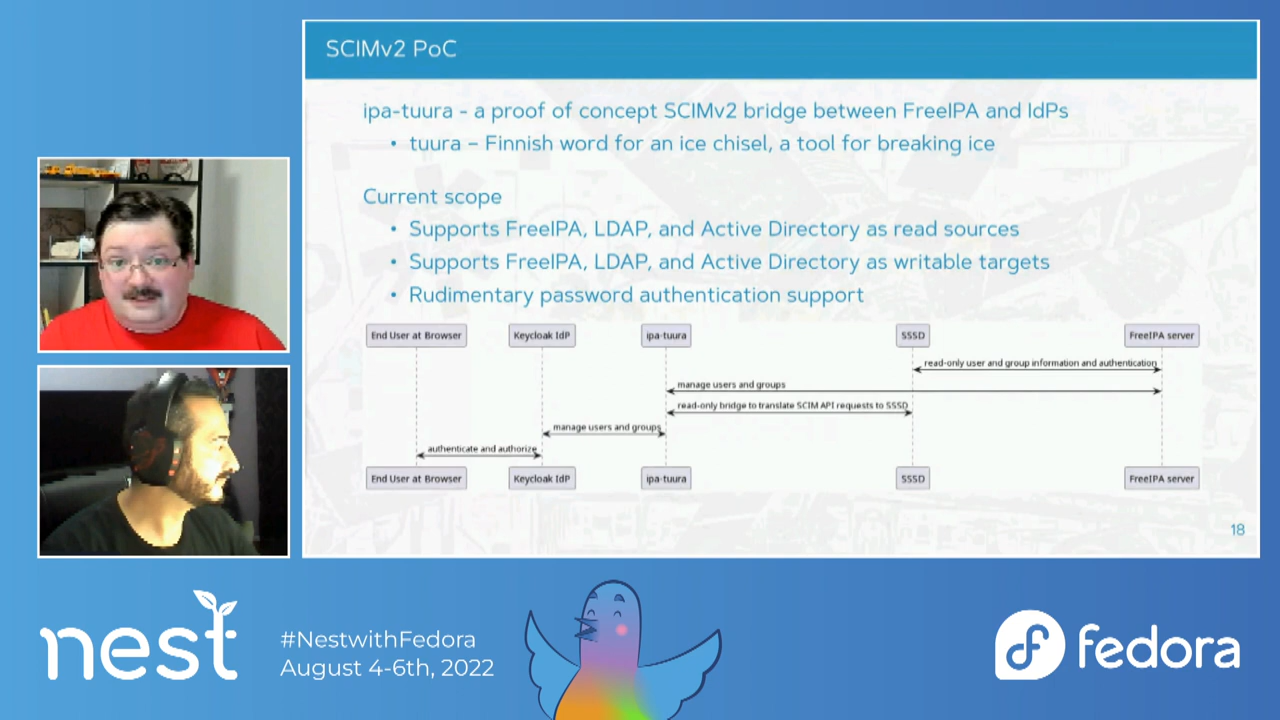 SCIMv2 PoC
ipa-tuura - a proof of concept SCIMv2 bridge between FreeIPA and IdPs
• tuura – Finnish word for an ice chisel, a tool for breaking ice
Current scope
• Supports FreeIPA, LDAP, and Active Directory as read sources
• Supports FreeIPA, LDAP, and Active Directory as writable targets
• Rudimentary password authentication support
End User at Browser Keycloak IdP ipa-tuura SSSD FreeIPA server
read-only user and group information and authentication
manage users and groups
read-only bridge to translate SCIM API requests to SSSD
manage users and groups
authenticate and authorize
End User at Browser Keycloak IdP ipa-tuura SSSD FreeIPA server
18
nest
#NestwithFedora
August 4-6th, 2022
fedora